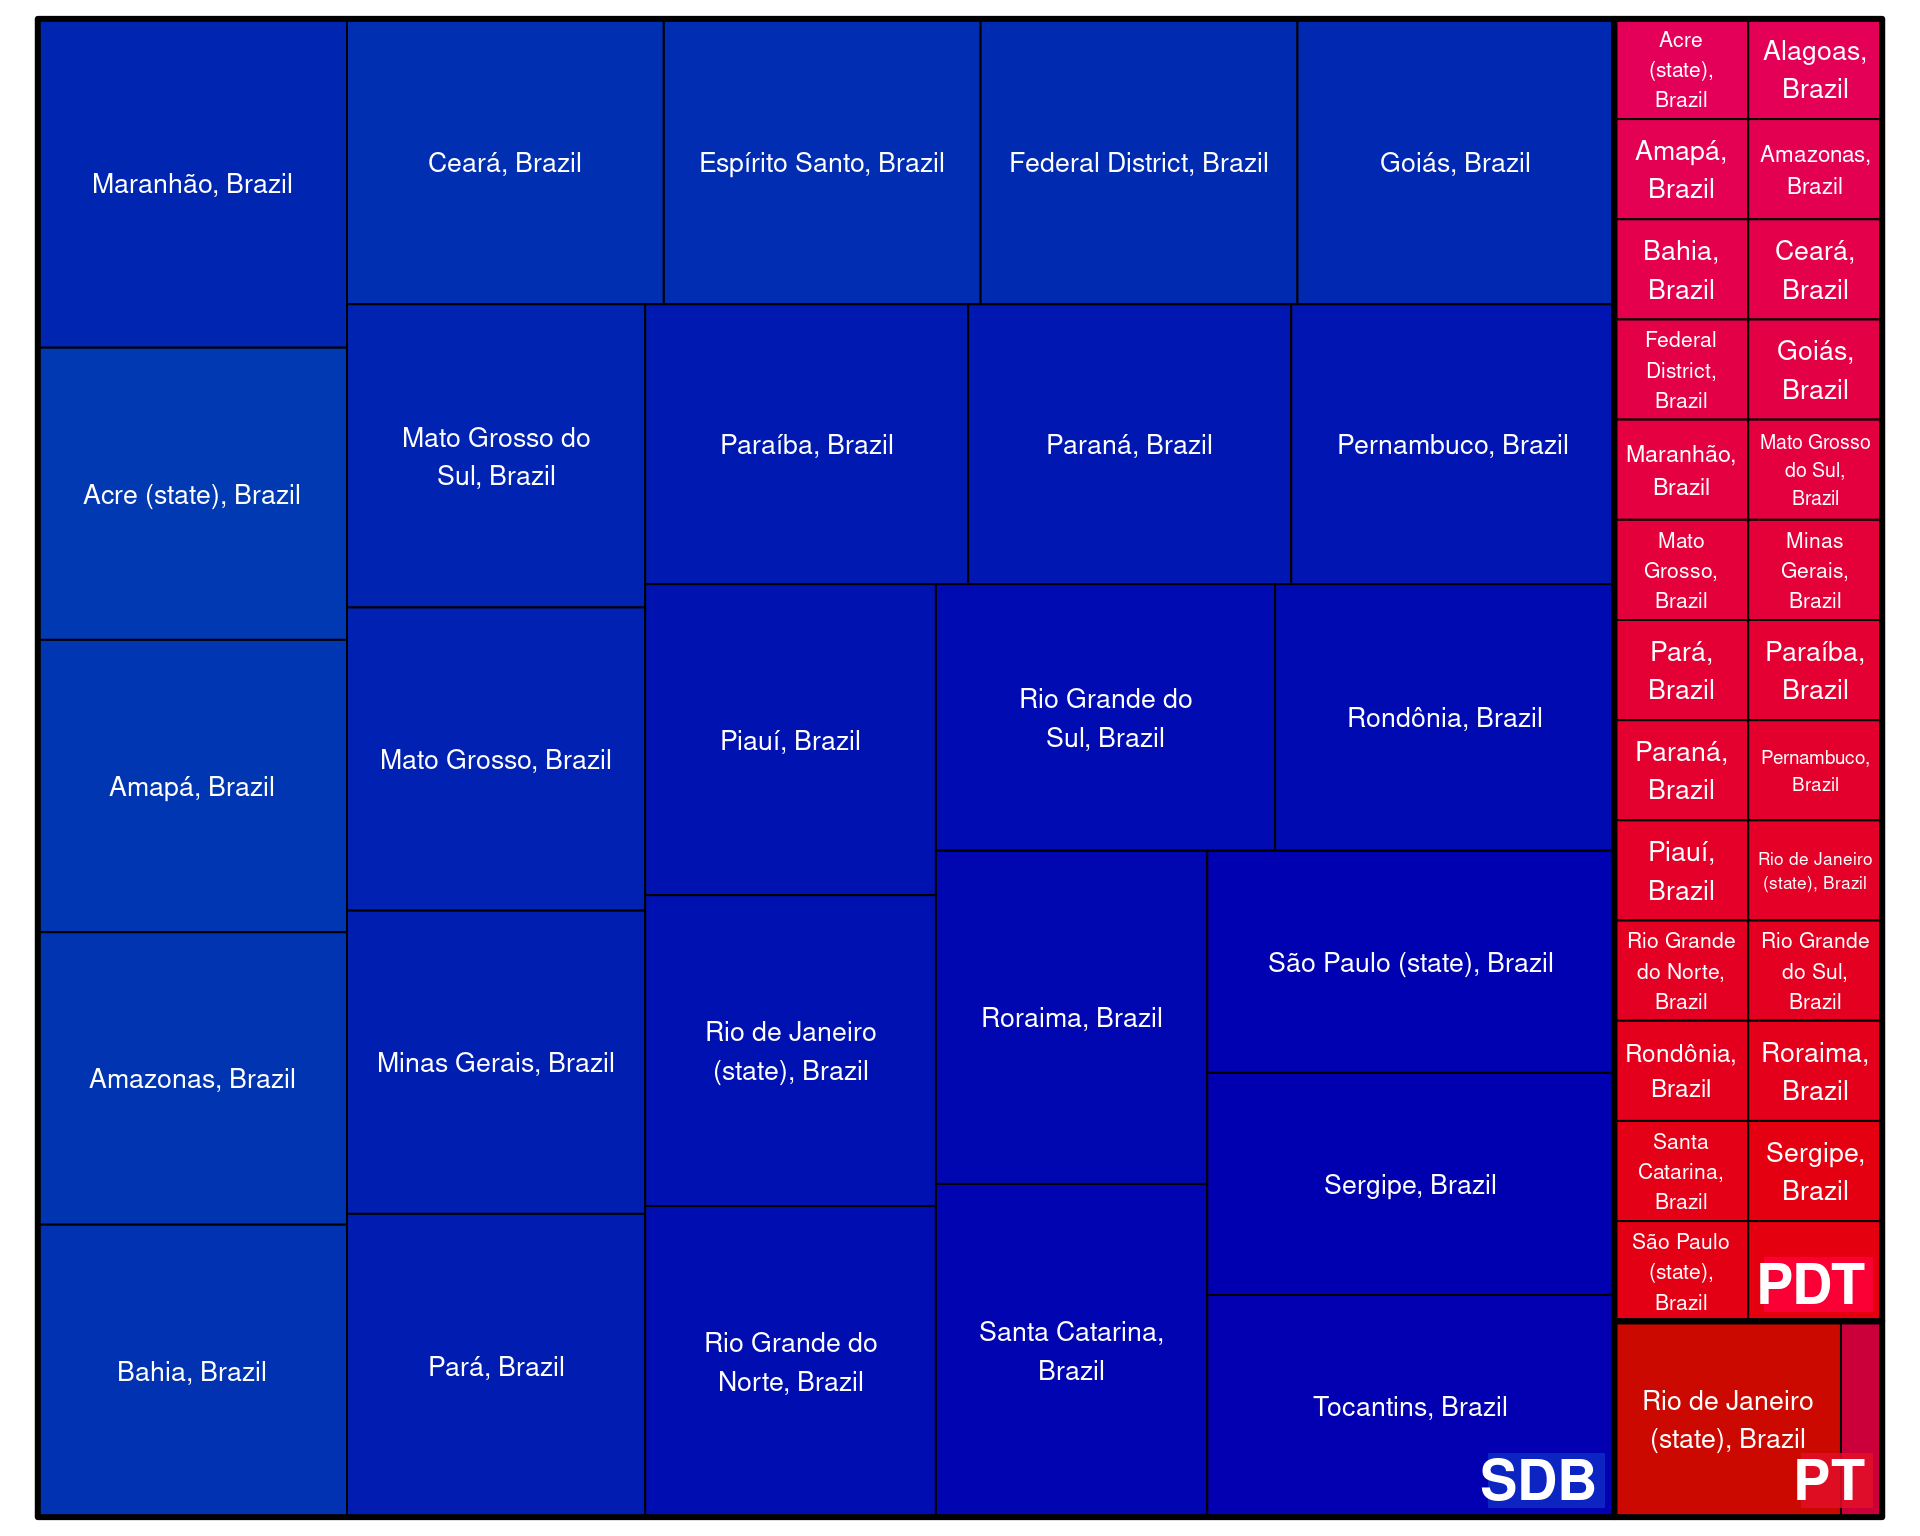 Maranhão, Brazil
Acre (state), Brazil
Amapá, Brazil
Amazonas, Brazil
Bahia, Brazil
Ceará, Brazil
Espírito Santo, Brazil
Federal District, Brazil
Goiás, Brazil
Mato Grosso do
Sul, Brazil
Mato Grosso, Brazil
Minas Gerais, Brazil
Pará, Brazil
Paraíba, Brazil
Paraná, Brazil
Pernambuco, Brazil
Piauí, Brazil
Rio de Janeiro
(state), Brazil
Rio Grande do
Norte, Brazil
Rio Grande do
Sul, Brazil
Rondônia, Brazil
Roraima, Brazil
Santa Catarina,
Brazil
São Paulo (state), Brazil
Sergipe, Brazil
Tocantins, Brazil
SDB
Acre
(state),
Brazil
Alagoas,
Brazil
Amapá,
Brazil
Amazonas,
Brazil
Bahia,
Brazil
Ceará,
Brazil
Federal
District,
Brazil
Goiás,
Brazil
Maranhão,
Brazil
Mato Grosso
do Sul,
Brazil
Mato
Grosso,
Brazil
Minas
Gerais,
Brazil
Pará,
Brazil
Paraíba,
Brazil
Paraná,
Brazil
Pernambuco,
Brazil
Piauí,
Brazil
Rio de Janeiro
(state), Brazil
Rio Grande
do Norte,
Brazil
Rio Grande
do Sul,
Brazil
Rondônia,
Brazil
Roraima,
Brazil
Santa
Catarina,
Brazil
Sergipe,
Brazil
São Paulo
(state),
Brazil
PDT
Rio de Janeiro
(state), Brazil
PT